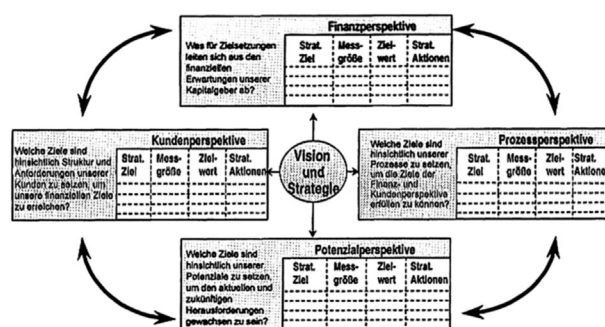 Finanzperspektive
Was für Zielsetzungen
leiten sich aus den
finanziellen
Erwartungen unserer
Kapitalgeber ab?
Strat. Mess- Ziel- Strat.
Ziel größe wert Aktionen
Kundenperspektive
Welche Ziele sind
hinsichtlich Struktur und
Anforderungen unserer
Kunden zu setzen, um
unsere finanziellen Ziele
zu erreichen?
Strat. Mess- Ziel- Strat.
Ziel größe wert Aktionen
Vision
und
Strategie
Prozessperspektive
Welche Ziele sind
hinsichtlich unserer
Prozesse zu setzen,
um die Ziele der
Finanz- und
Kundenperspektive
erfüllen zu können?
Strat. Mess- Ziel- Strat.
Ziel größe wert Aktionen
Potenzialperspektive
Welche Ziele sind
hinsichtlich unserer
Potenziale zu setzen,
um den aktuellen und
zukünftigen
Herausforderungen
gewachsen zu sein?
Strat. Mess- Ziel- Strat.
Ziel größe wert Aktionen